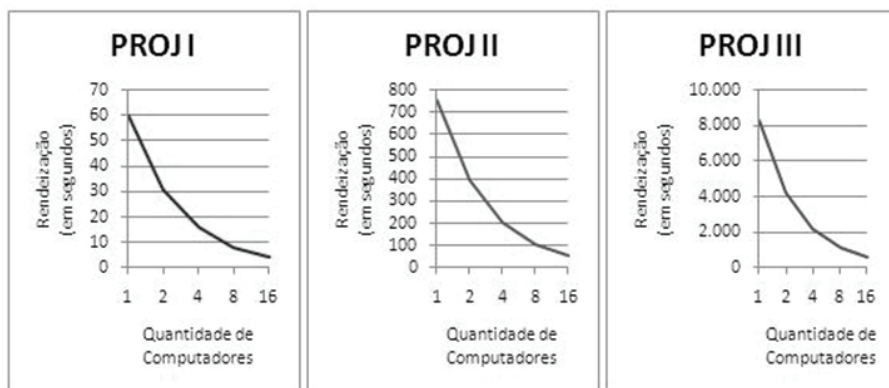 PROJ I
Rendeização
(em segundos)
70
60
50
40
30
20
10
0
1 2 4 8 16
Quantidade de
Computadores
PROJ II
Rendeização
(em segundos)
800
700
600
500
400
300
200
100
0
1 2 4 8 16
Quantidade de
Computadores
PROJ III
Rendeização
(em segundos)
10.000
8.000
6.000
4.000
2.000
0
1 2 4 8 16
Quantidade de
Computadores